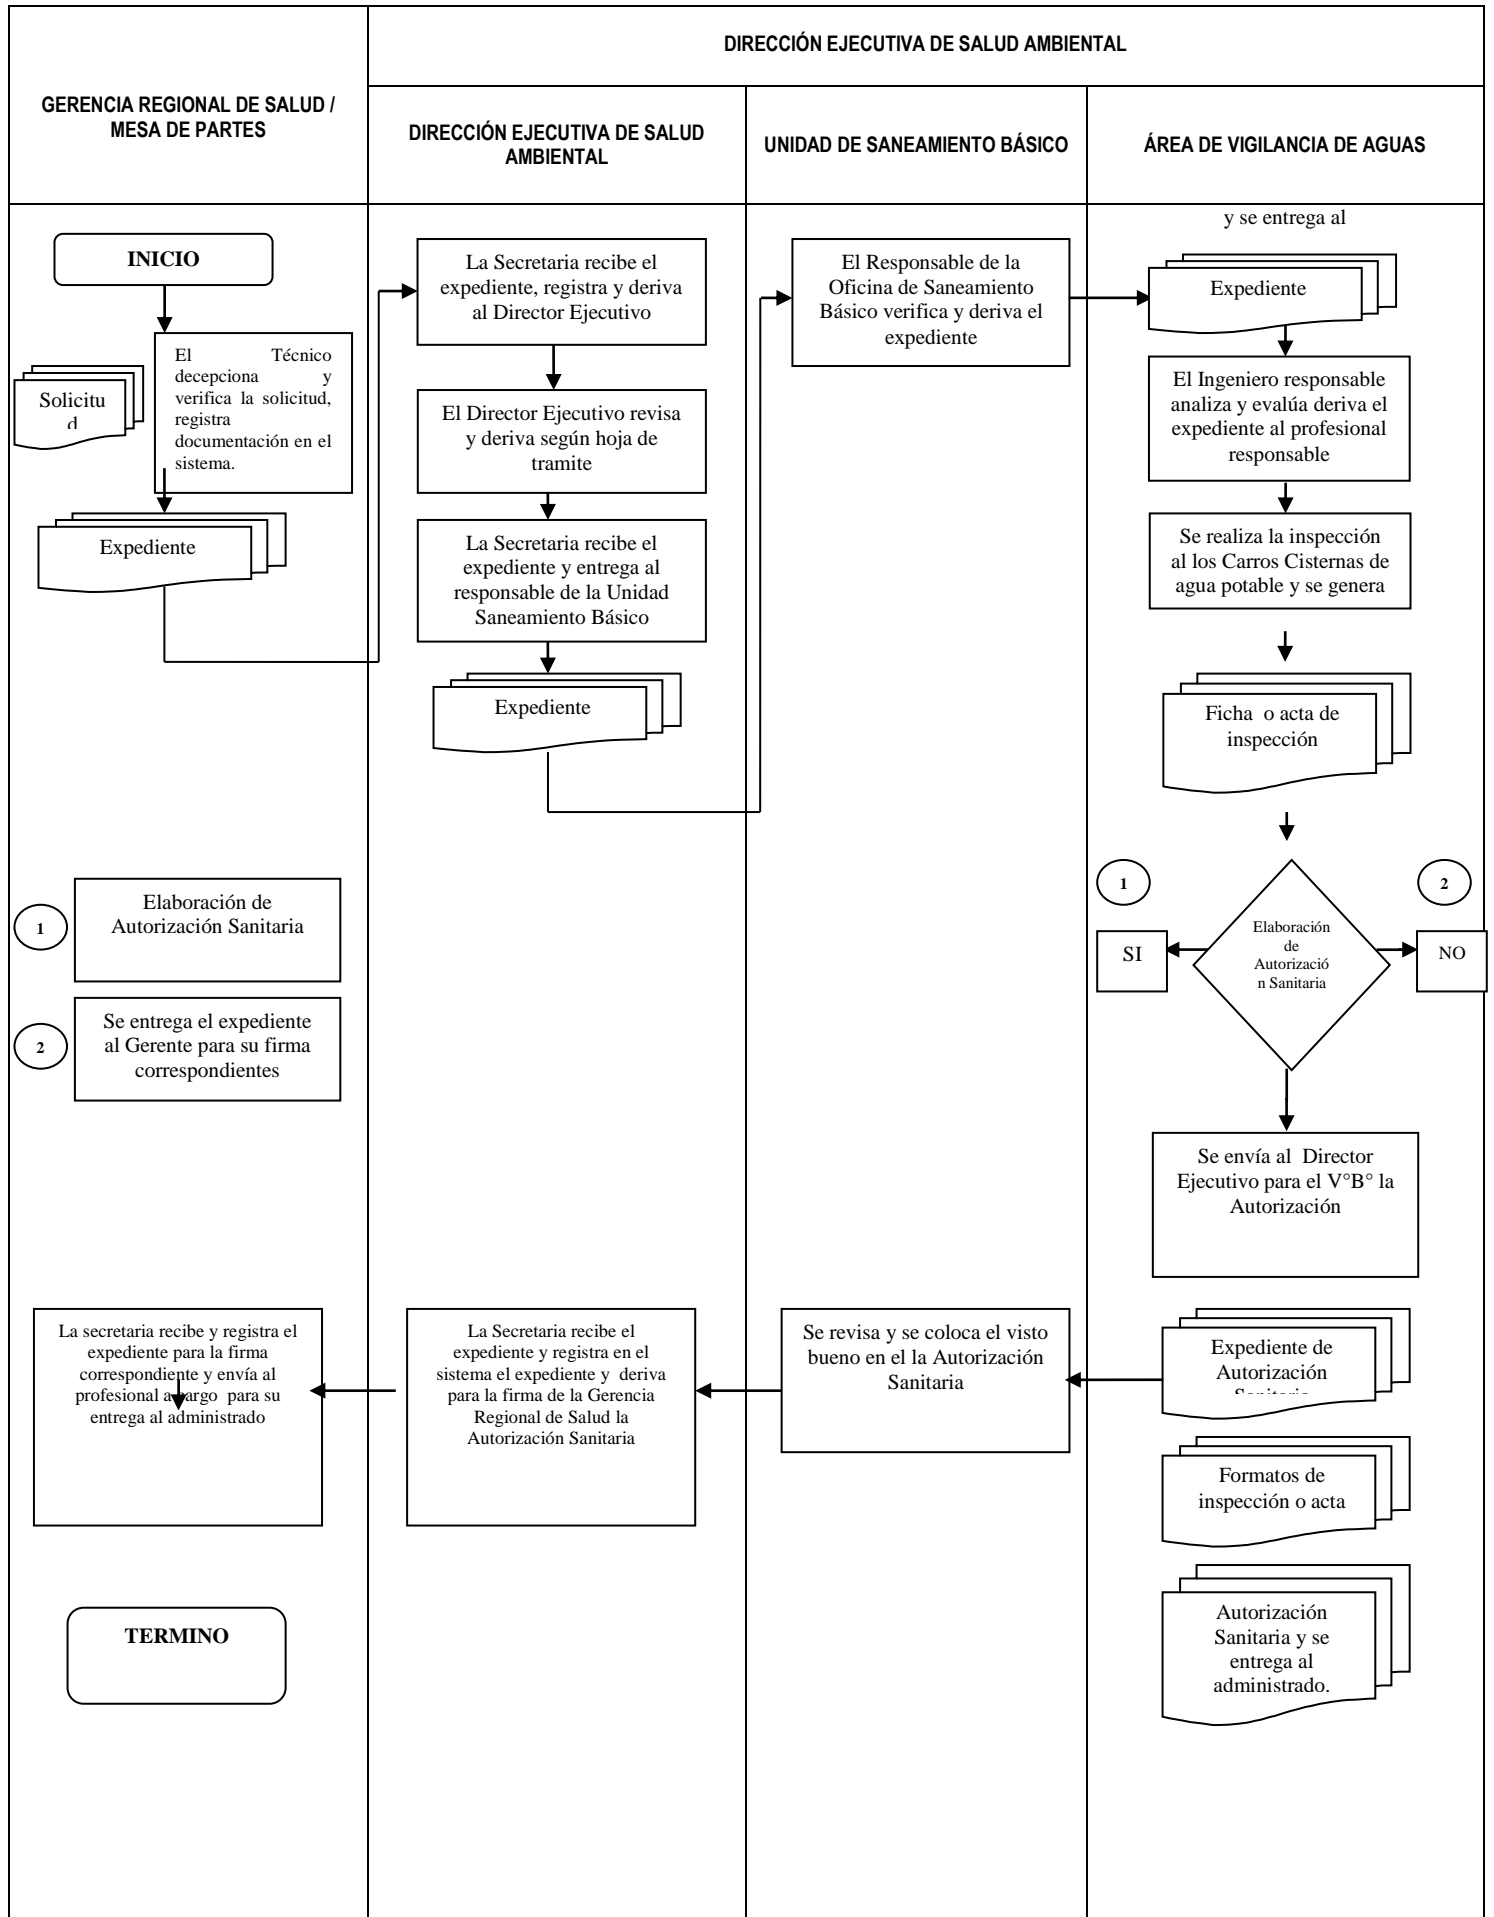 DIRECCIÓN EJECUTIVA DE SALUD AMBIENTAL
GERENCIA REGIONAL DE SALUD /
MESA DE PARTES
DIRECCIÓN EJECUTIVA DE SALUD
AMBIENTAL
UNIDAD DE SANEAMIENTO BÁSICO
ÁREA DE VIGILANCIA DE AGUAS
INICIO
El Técnico
decepciona y
verifica la solicitud,
registra
documentación en el
sistema.
Solicitu
d
Expediente
La Secretaria recibe el
expediente, registra y deriva
al Director Ejecutivo
El Director Ejecutivo revisa
y deriva según hoja de
tramite
La Secretaria recibe el
expediente y entrega al
responsable de la Unidad
Saneamiento Básico
Expediente
El Responsable de la
Oficina de Saneamiento
Básico verifica y deriva el
expediente
y se entrega al
Expediente
El Ingeniero responsable
analiza y evalúa deriva el
expediente al profesional
responsable
Se realiza la inspección
al los Carros Cisternas de
agua potable y se genera
Ficha o acta de
inspección
1
2
Elaboración
de
Autorizació
n Sanitaria
SI
NO
1
Elaboración de
Autorización Sanitaria
2
Se entrega el expediente
al Gerente para su firma
correspondientes
Se envía al Director
Ejecutivo para el V°B° la
Autorización
La secretaria recibe y registra el
expediente para la firma
correspondiente y envía al
profesional a cargo para su
entrega al administrado
La Secretaria recibe el
expediente y registra en el
sistema el expediente y deriva
para la firma de la Gerencia
Regional de Salud la
Autorización Sanitaria
Se revisa y se coloca el visto
bueno en el la Autorización
Sanitaria
Expediente de
Autorización
Sanitaria
Formatos de
inspección o acta
Autorización
Sanitaria y se
entrega al
administrado.
TERMINO